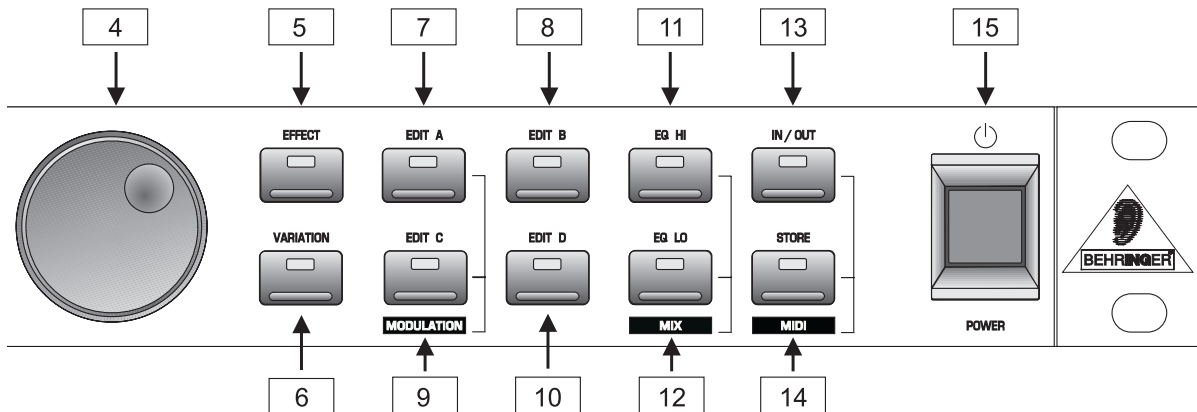 4 5 7 8 11 13 15
EFFECT EDIT A EDIT B EQ HI IN / OUT
VARIATION EDIT C EDIT D EQ LO STORE
BEHRINGER
MODULATION MIX MIDI POWER
6 9 10 12 14